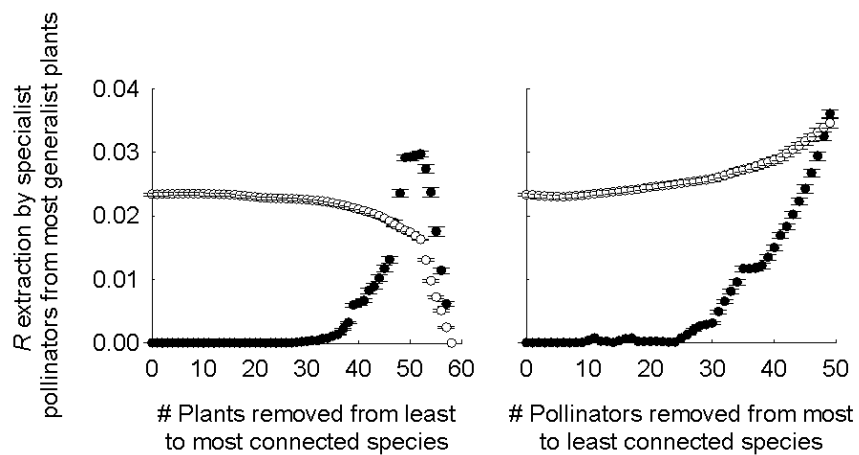 R extraction by specialist
pollinators from most generalist plants
0.04
0.03
0.02
0.01
0.00
0 10 20 30 40 50 60
0 10 20 30 40 50
# Plants removed from least
to most connected species
# Pollinators removed from most
to least connected species